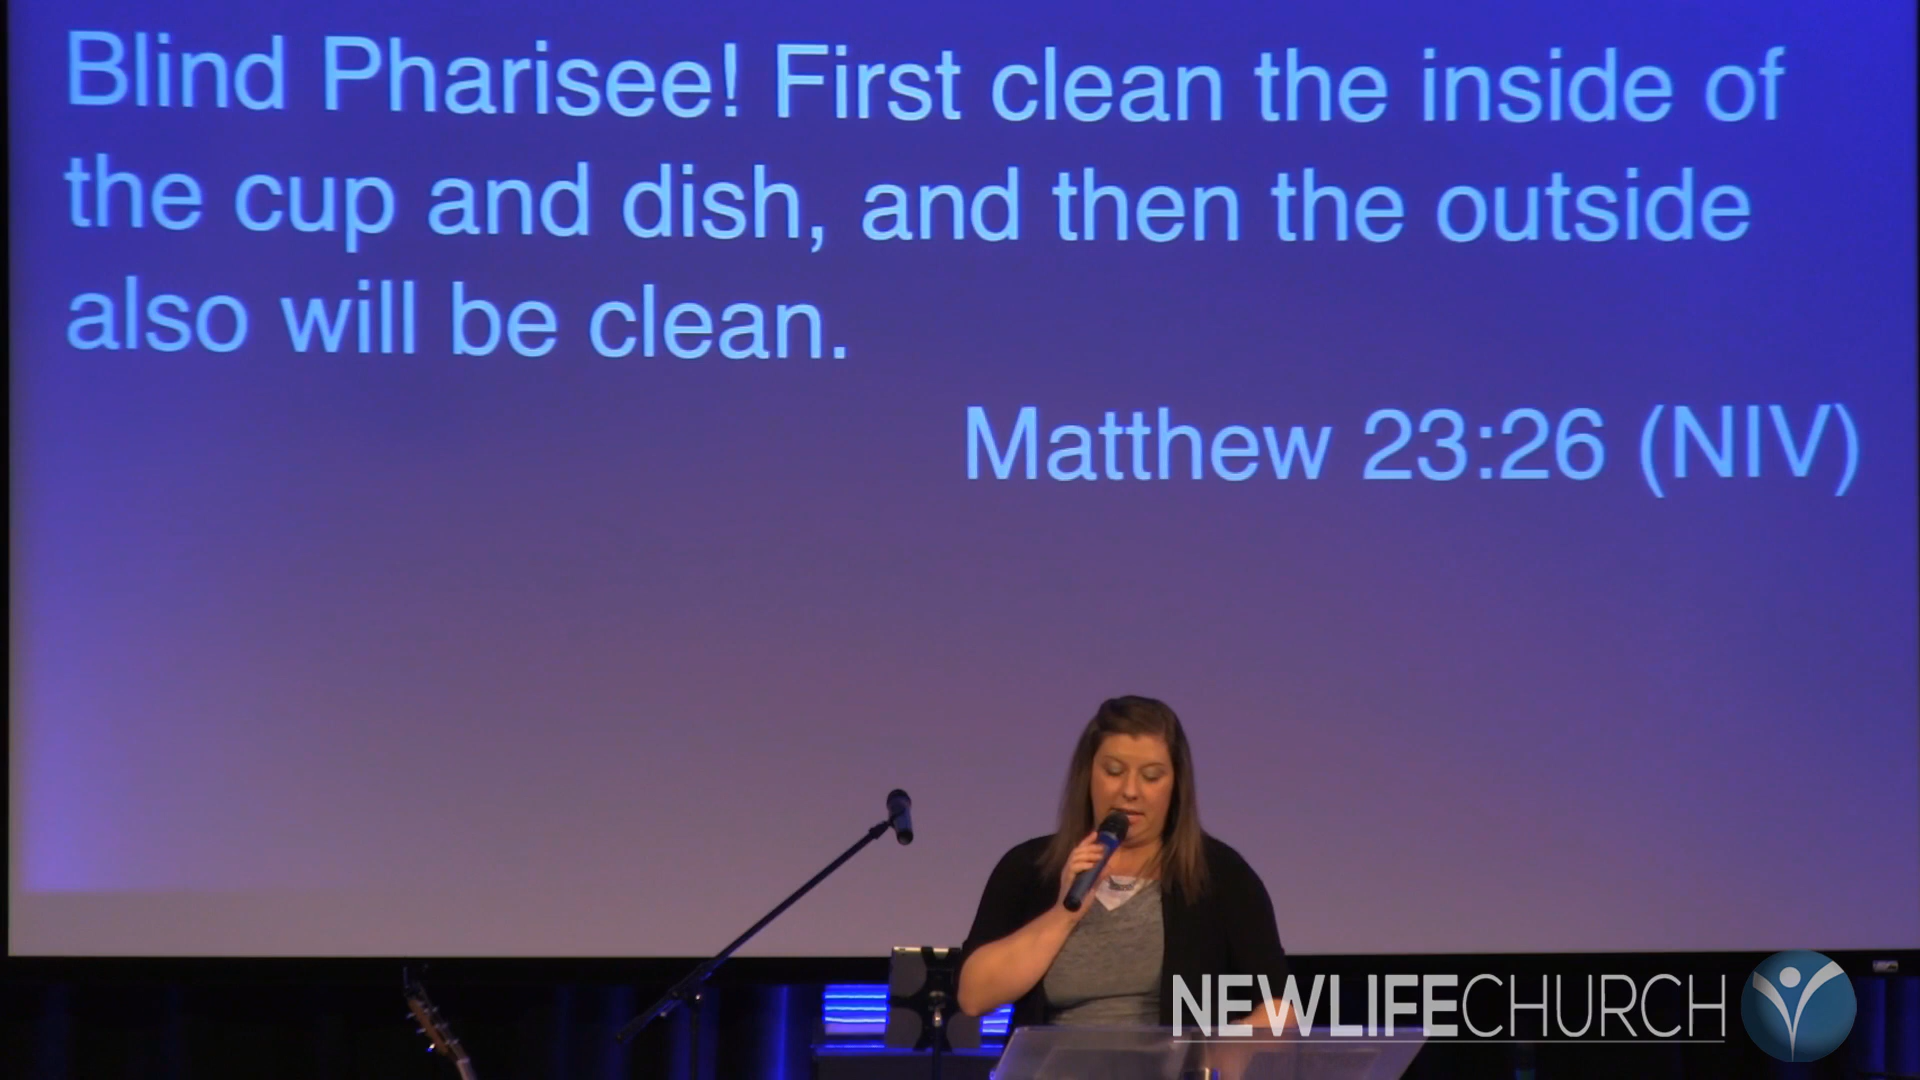 Blind Pharisee! First clean the inside of
the cup and dish, and then the outside
also will be clean.
Matthew 23:26 (NIV)
NEWLIFECHURCH